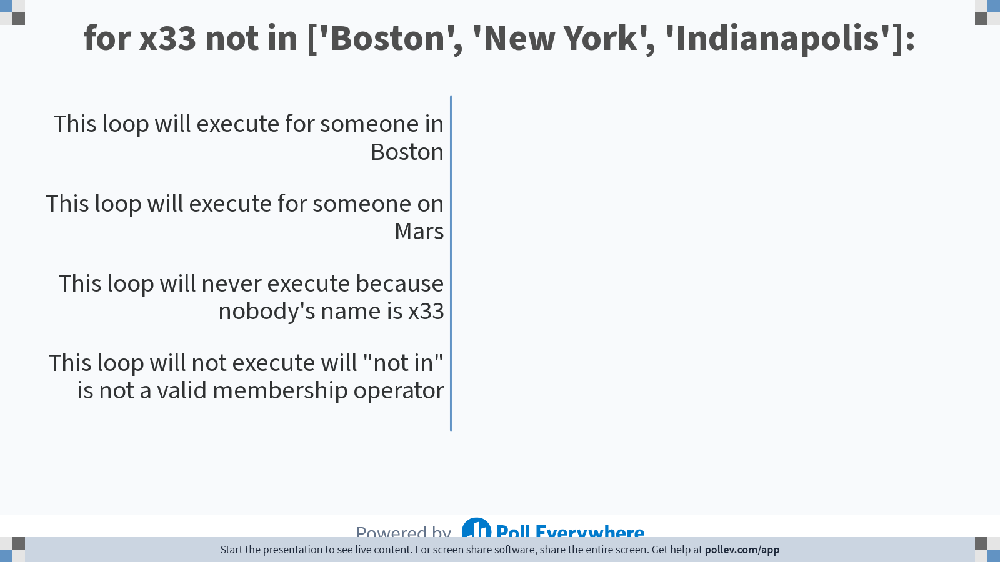 for x33 not in ['Boston', 'New York', 'Indianapolis']:
This loop will execute for someone in
Boston
This loop will execute for someone on
Mars
This loop will never execute because
nobody's name is x33
This loop will not execute will "not in"
is not a valid membership operator
Powered by Poll Everywhere
Start the presentation to see live content. For screen share software, share the entire screen. Get help at pollev.com/app